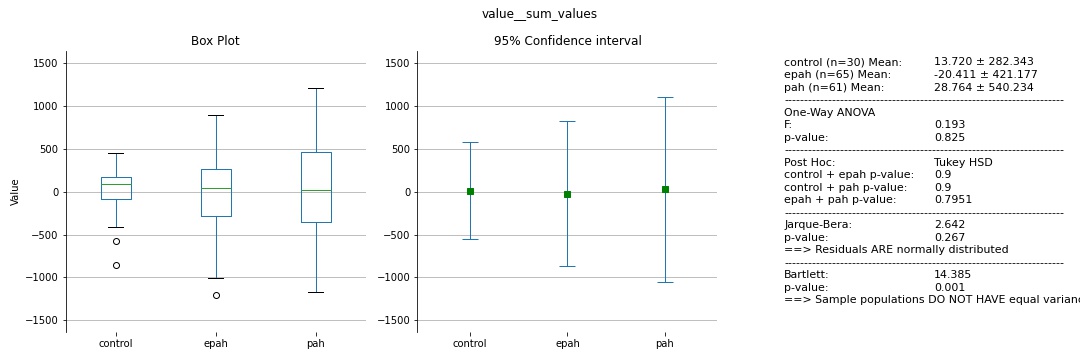 value__sum_values
Box Plot
95% Confidence interval
1500
1000
500
0
−500
−1000
−1500
Value
control
epah
pah
1500
1000
500
0
−500
−1000
−1500
control
epah
pah
control (n=30) Mean: 13.720 ± 282.343
epah (n=65) Mean: -20.411 ± 421.177
pah (n=61) Mean: 28.764 ± 540.234
One-Way ANOVA
F: 0.193
p-value: 0.825
Post Hoc: Tukey HSD
control + epah p-value: 0.9
control + pah p-value: 0.9
epah + pah p-value: 0.7951
Jarque-Bera: 2.642
p-value: 0.267
==> Residuals ARE normally distributed
Bartlett: 14.385
p-value: 0.001
==> Sample populations DO NOT HAVE equal varianc